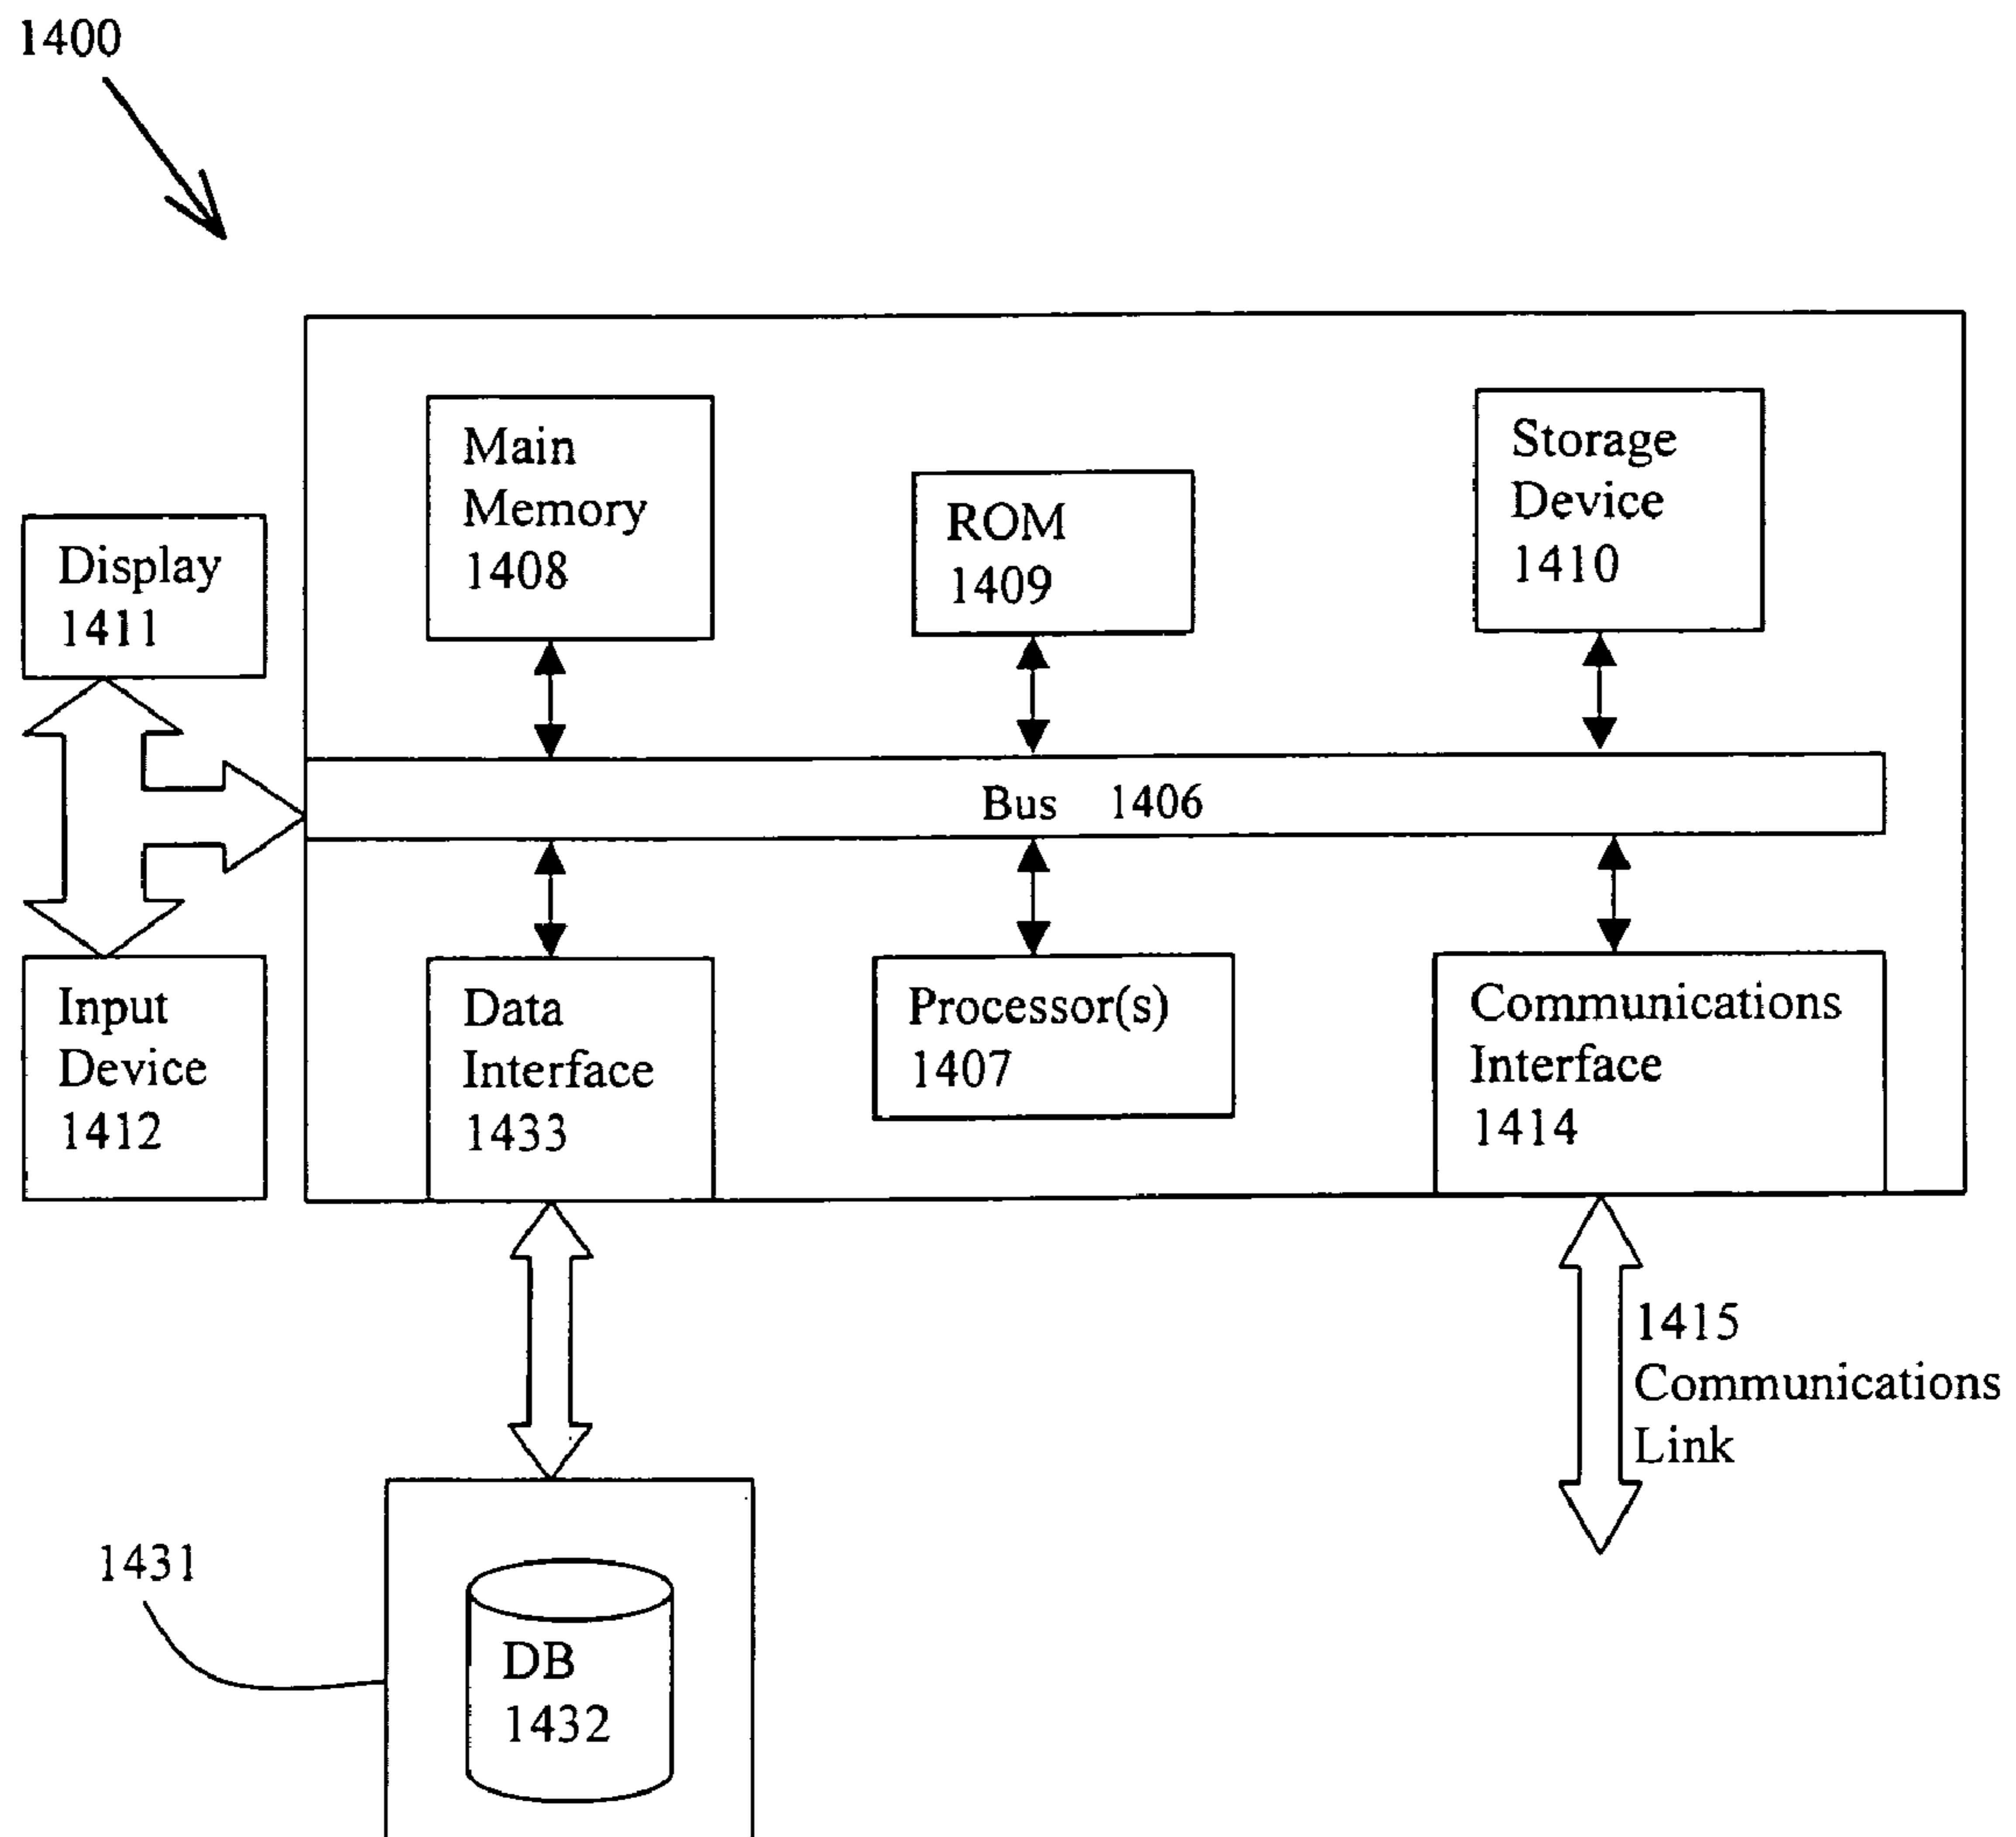 1400
Main
Memory
1408
ROM
1409
Storage
Device
1410
Display
1411
Bus 1406
Input
Device
1412
Data
Interface
1433
Processor(s)
1407
Communications
Interface
1414
1415
Communications
Link
1431
DB
1432